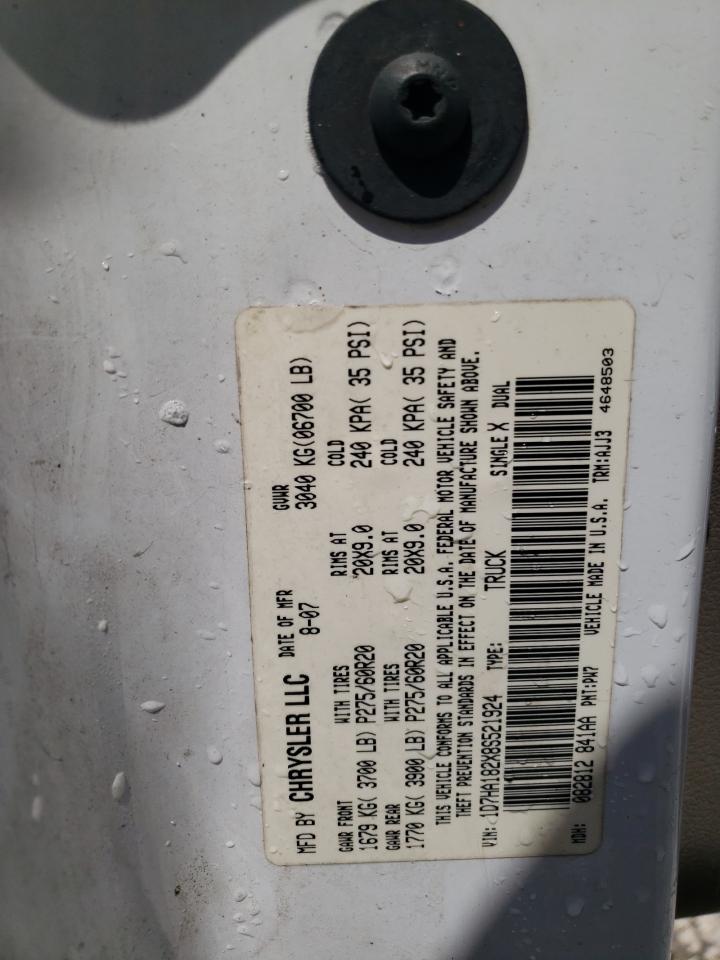 MFD BY CHRYSLER LLC DATE OF MFR GVWR
8-07 3040 KG(06700 LB)
GAWR FRONT WITH TIRES RIMS AT COLD
1679 KG( 3700 LB) P275/60R20 20X9.0 240 KPA( 35 PSI)
GAWR REAR WITH TIRES RIMS AT COLD
1770 KG( 3900 LB) P275/60R20 20X9.0 240 KPA( 35 PSI)
THIS VEHICLE CONFORMS TO ALL APPLICABLE U.S.A. FEDERAL MOTOR VEHICLE SAFETY AND
THEFT PREVENTION STANDARDS IN EFFECT ON THE DATE OF MANUFACTURE SHOWN ABOVE.
VIN: 1D7HA182X8S521924 TYPE: TRUCK SINGLE X DUAL
MDH: 082812 841AA PNT:PW7 VEHICLE MADE IN U.S.A. TRM:AJJ3 4648503